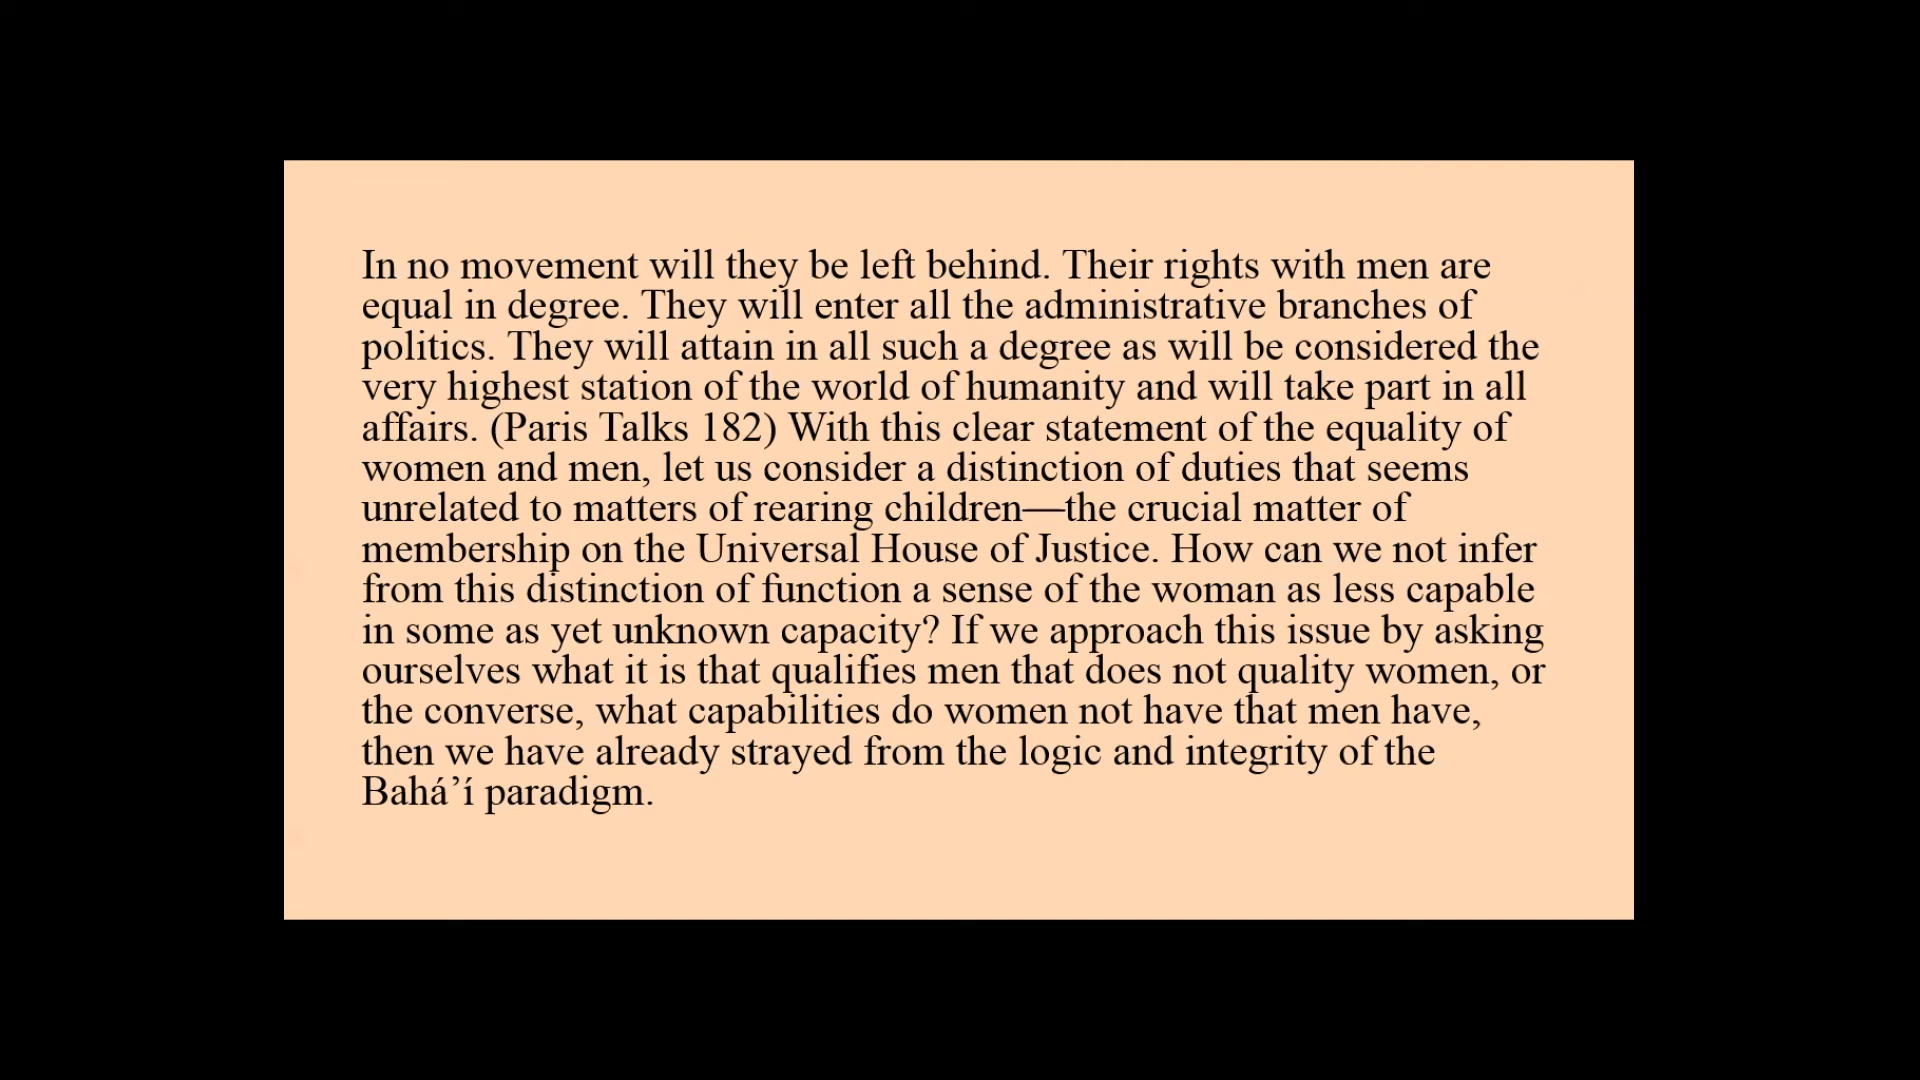 In no movement will they be left behind. Their rights with men are
equal in degree. They will enter all the administrative branches of
politics. They will attain in all such a degree as will be considered the
very highest station of the world of humanity and will take part in all
affairs. (Paris Talks 182) With this clear statement of the equality of
women and men, let us consider a distinction of duties that seems
unrelated to matters of rearing children—the crucial matter of
membership on the Universal House of Justice. How can we not infer
from this distinction of function a sense of the woman as less capable
in some as yet unknown capacity? If we approach this issue by asking
ourselves what it is that qualifies men that does not quality women, or
the converse, what capabilities do women not have that men have,
then we have already strayed from the logic and integrity of the
Bahá’í paradigm.